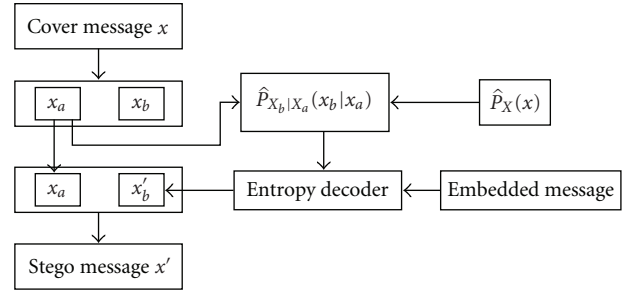 Cover message x
x_a x_b
P̂_{X_b|X_a}(x_b|x_a)
P̂_X(x)
x_a x′_b
Entropy decoder
Embedded message
Stego message x′